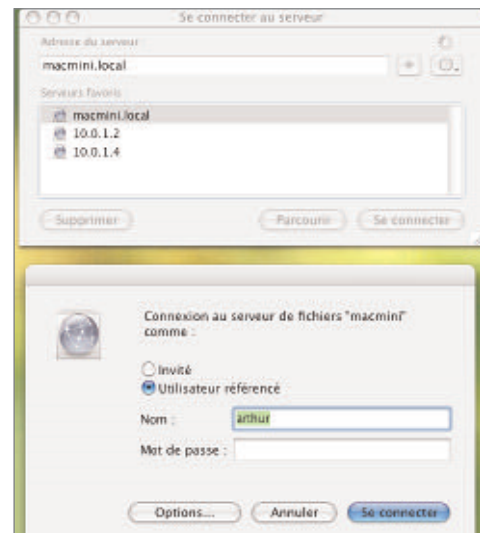 Se connecter au serveur
Adresse du serveur
macmini.local
Serveurs favoris
macmini.local
10.0.1.2
10.0.1.4
Supprimer
Parcourir
Se connecter
Connexion au serveur de fichiers "macmini"
comme :
Invité
Utilisateur référencé
Nom :
arthur
Mot de passe :
Options...
Annuler
Se connecter